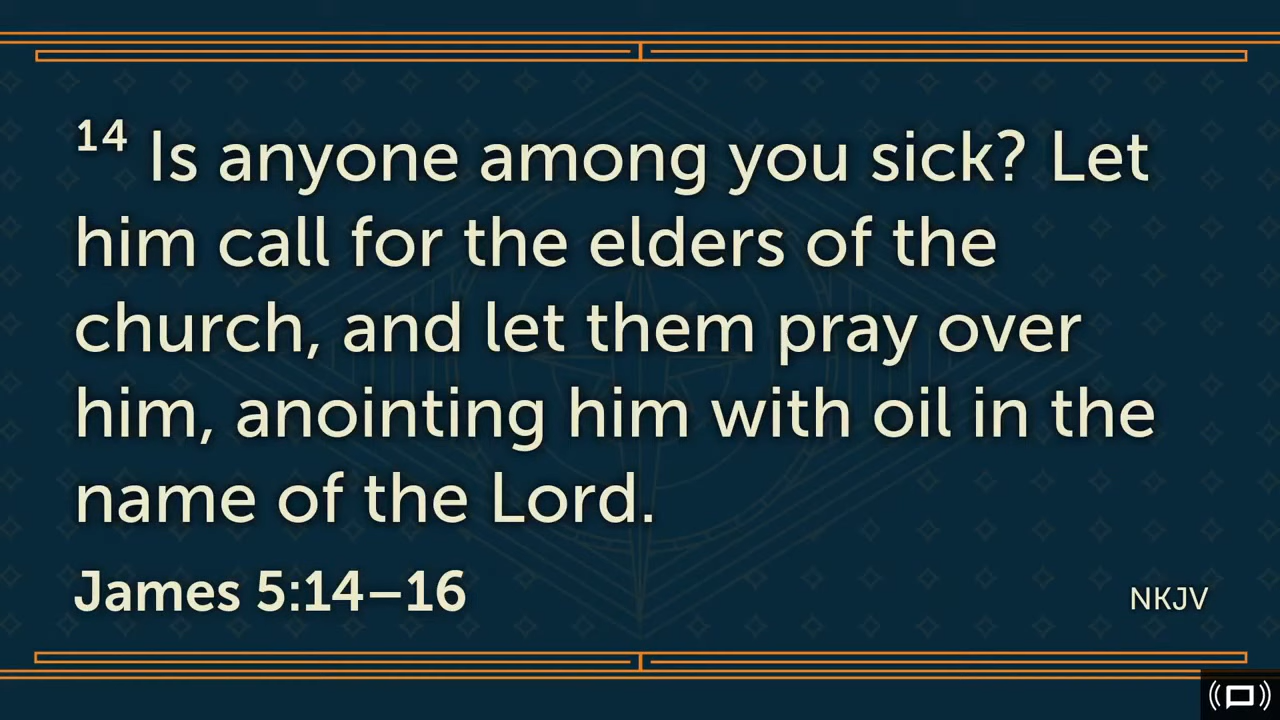 14 Is anyone among you sick? Let
him call for the elders of the
church, and let them pray over
him, anointing him with oil in the
name of the Lord.
James 5:14–16
NKJV